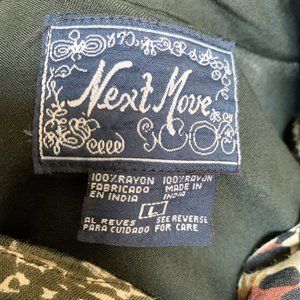 Next Move
100% RAYON 100% RAYON
FABRICADO MADE IN
EN INDIA INDIA
L
AL REVES SEE REVERSE
PARA CUIDADO FOR CARE